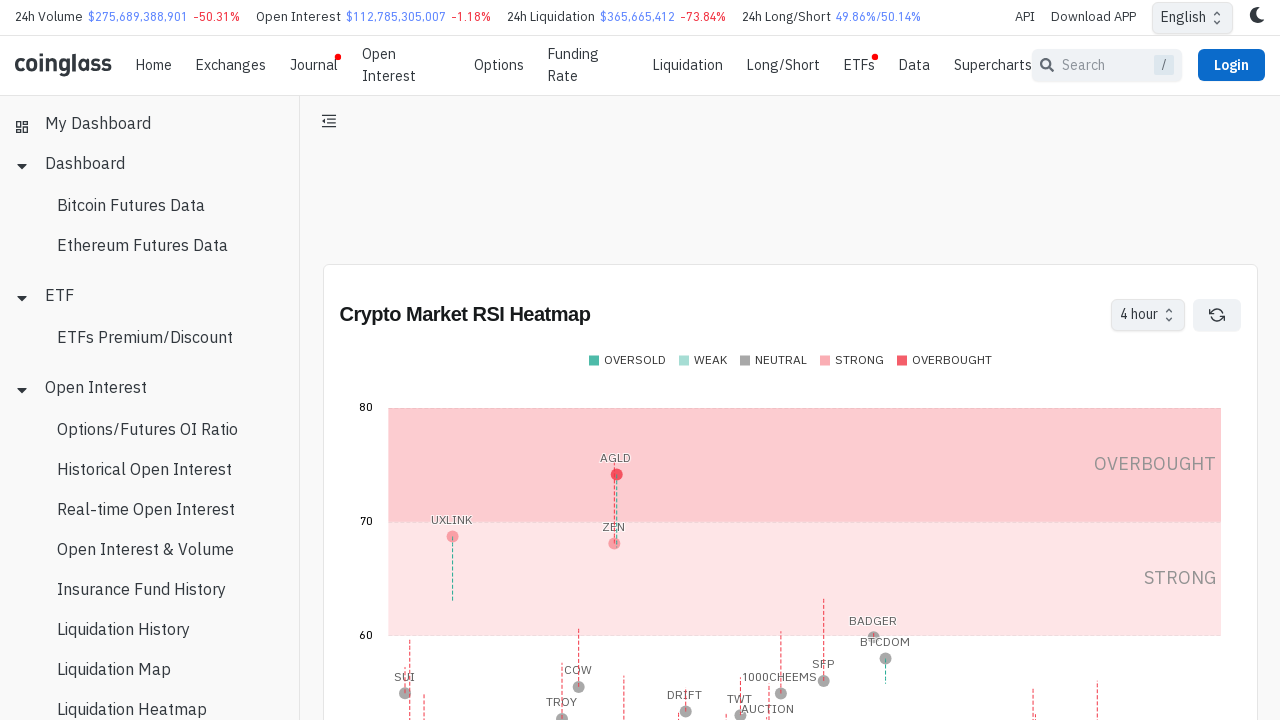 24h Volume $275,689,388,901 -50.31% Open Interest $112,785,305,007 -1.18% 24h Liquidation $365,665,412 -73.84% 24h Long/Short 49.86%/50.14% API Download APP English
coinglass Home Exchanges Journal Open Interest Options Funding Rate Liquidation Long/Short ETFs Data Supercharts Search / Login
My Dashboard
Dashboard
Bitcoin Futures Data
Ethereum Futures Data
ETF
ETFs Premium/Discount
Open Interest
Options/Futures OI Ratio
Historical Open Interest
Real-time Open Interest
Open Interest & Volume
Insurance Fund History
Liquidation History
Liquidation Map
Liquidation Heatmap
Crypto Market RSI Heatmap 4 hour
OVERSOLD WEAK NEUTRAL STRONG OVERBOUGHT
80
AGLD
OVERBOUGHT
UXLINK
70
ZEN
STRONG
BADGER
60
BTCDOM
SFP
COW
SUI
1000CHEEMS
DRIFT
TWT
TROY
AUCTION